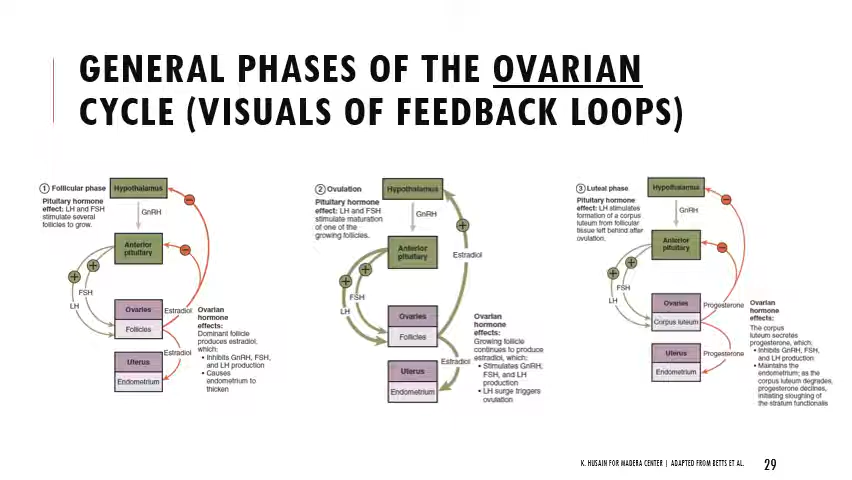 GENERAL PHASES OF THE OVARIAN
CYCLE (VISUALS OF FEEDBACK LOOPS)
1 Follicular phase
Pituitary hormone
effect: LH and FSH
stimulate several
follicles to grow.
Hypothalamus
GnRH
Anterior
pituitary
FSH
LH
Ovaries
Follicles
Estradiol
Estradiol
Uterus
Endometrium
Ovarian
hormone
effects:
Dominant follicle
produces estradiol,
which:
• Inhibits GnRH, FSH,
and LH production
• Causes
endometrium to
thicken
2 Ovulation
Pituitary hormone
effect: LH and FSH
stimulate maturation
of one of the
growing follicles.
Hypothalamus
GnRH
Anterior
pituitary
Estradiol
FSH
LH
Ovaries
Follicles
Estradiol
Uterus
Endometrium
Ovarian
hormone
effects:
Growing follicle
continues to produce
estradiol, which:
• Stimulates GnRH,
FSH, and LH
production
• LH surge triggers
ovulation
3 Luteal phase
Pituitary hormone
effect: LH stimulates
formation of a corpus
luteum from follicular
tissue left behind after
ovulation.
Hypothalamus
GnRH
Anterior
pituitary
FSH
LH
Ovaries
Corpus luteum
Progesterone
Progesterone
Uterus
Endometrium
Ovarian
hormone
effects:
The corpus
luteum secretes
progesterone, which:
• Inhibits GnRH, FSH,
and LH production
• Maintains the
endometrium; as the
corpus luteum degrades,
progesterone declines,
initiating sloughing of
the stratum functionalis
K. HUSAIN FOR MADERA CENTER | ADAPTED FROM BETTS ET AL.
29